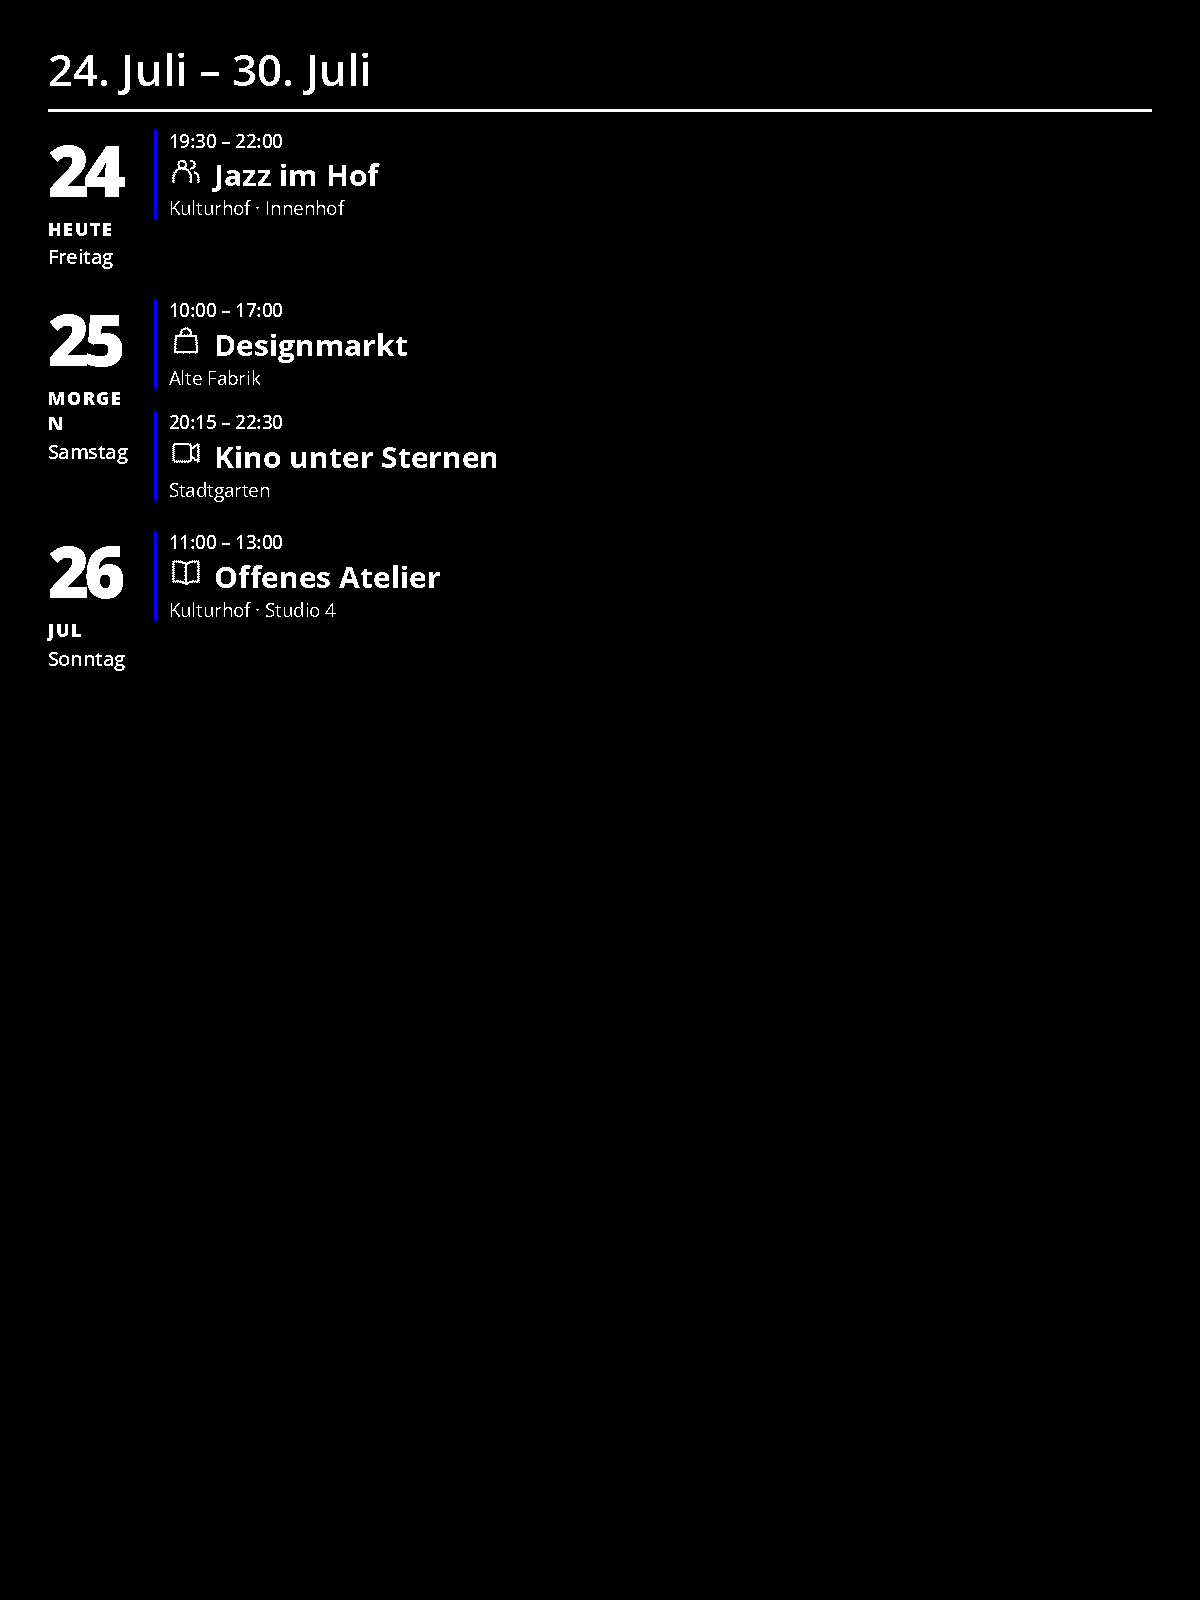 24. Juli – 30. Juli
24
HEUTE
Freitag
19:30 – 22:00
Jazz im Hof
Kulturhof · Innenhof
25
MORGE
N
Samstag
10:00 – 17:00
Designmarkt
Alte Fabrik
20:15 – 22:30
Kino unter Sternen
Stadtgarten
26
JUL
Sonntag
11:00 – 13:00
Offenes Atelier
Kulturhof · Studio 4